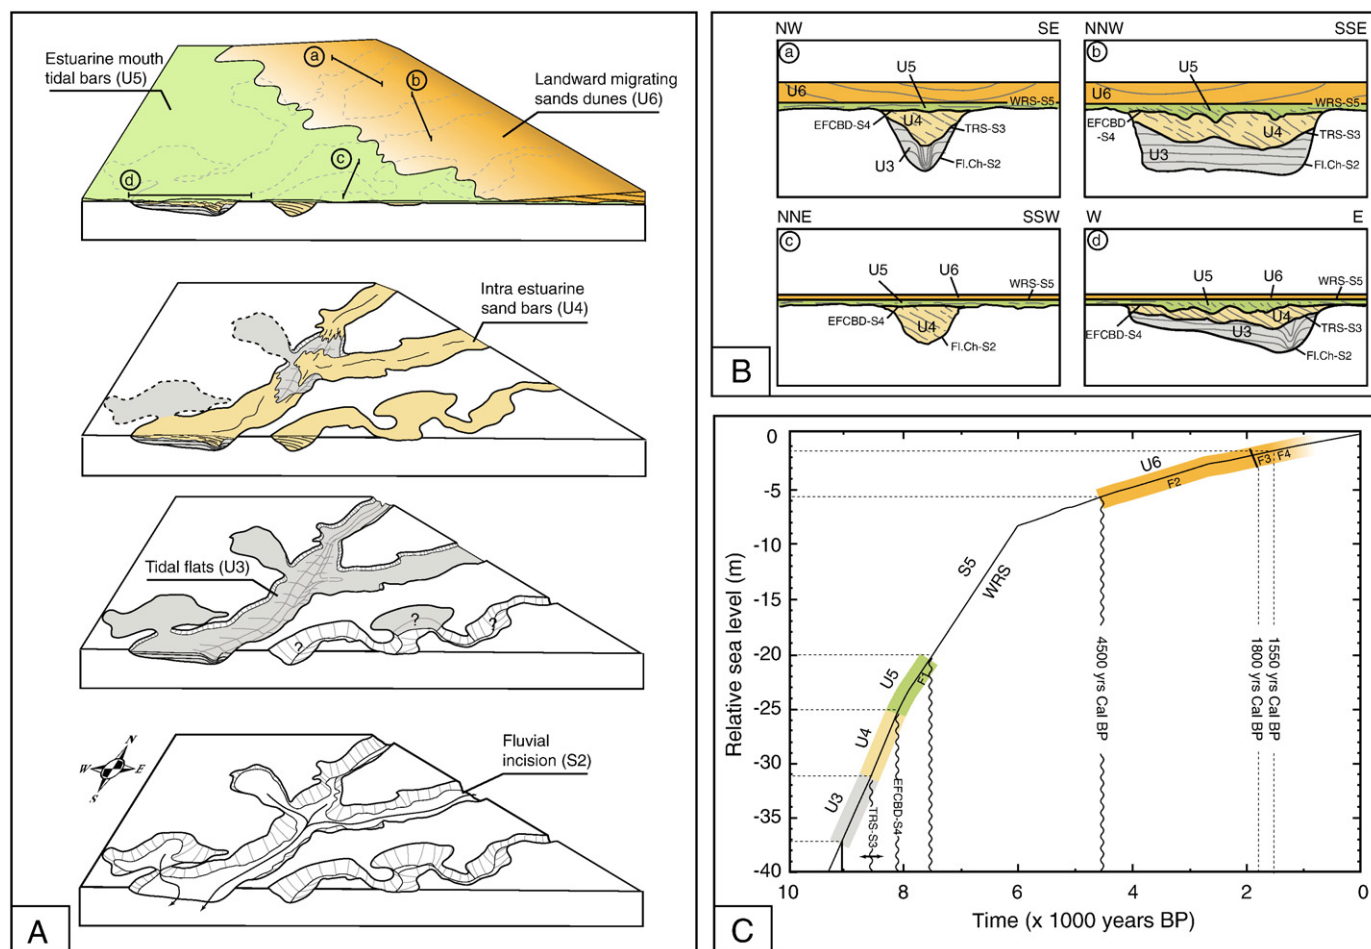 Estuarine mouth
tidal bars (U5)
a
b
Landward migrating
sands dunes (U6)
c
d
Intra estuarine
sand bars (U4)
Tidal flats (U3)
?
?
?
N
W
E
S
Fluvial
incision (S2)
A
NW
SE
a
U5
U6
WRS-S5
EFCBD-S4
U4
TRS-S3
U3
Fl.Ch-S2
NNW
SSE
b
U5
U6
WRS-S5
EFCBD
-S4
U4
TRS-S3
U3
Fl.Ch-S2
NNE
SSW
c
U5
U6
WRS-S5
EFCBD-S4
U4
Fl.Ch-S2
W
E
d
U5
U6
WRS-S5
EFCBD-S4
U4
TRS-S3
U3
Fl.Ch-S2
B
0
-5
-10
-15
-20
-25
-30
-35
-40
Relative sea level (m)
U6
F2
F3
F4
S5
WRS
U5
F1
U4
U3
TRS-S3
EFCBD-S4
4500 yrs Cal BP
1800 yrs Cal BP
1550 yrs Cal BP
10
8
6
4
2
0
Time (x 1000 years BP)
C